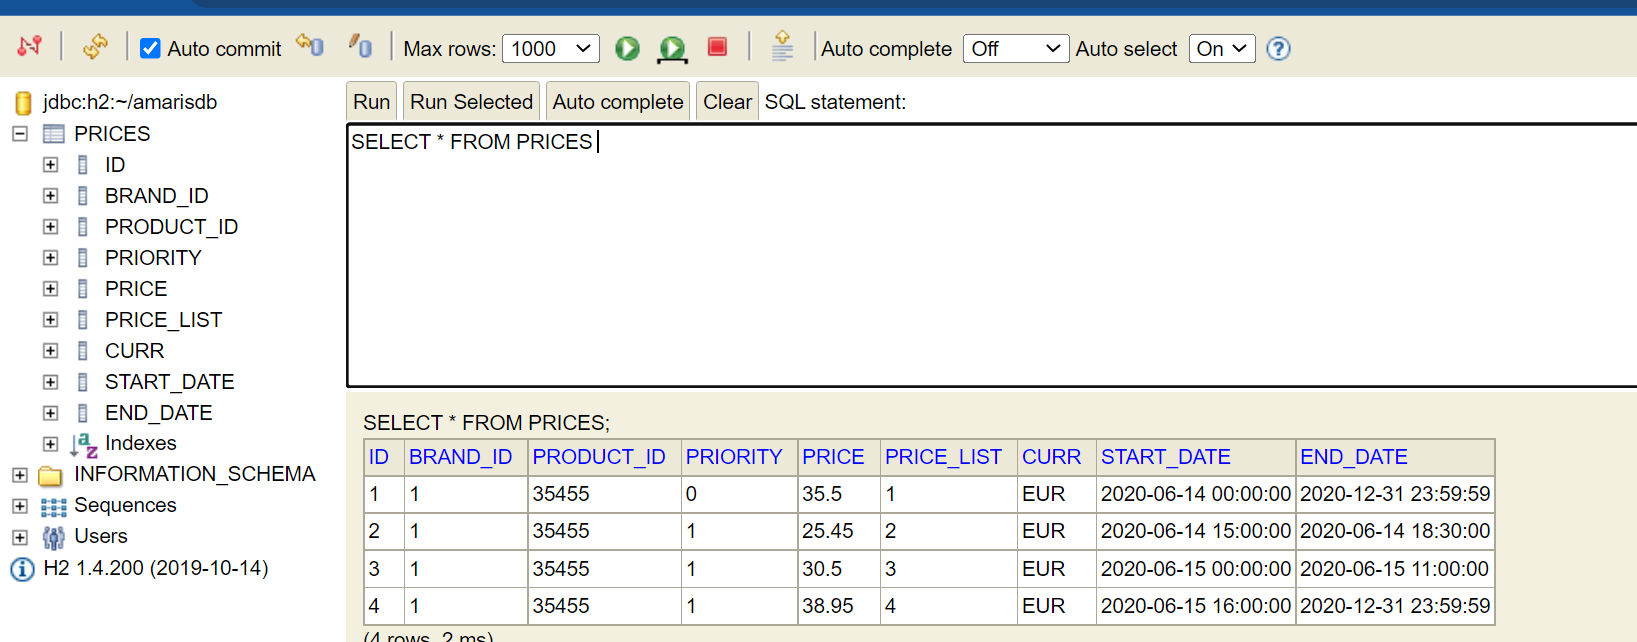 Auto commit Max rows: 1000 Auto complete Off Auto select On
jdbc:h2:~/amarisdb
PRICES
ID
BRAND_ID
PRODUCT_ID
PRIORITY
PRICE
PRICE_LIST
CURR
START_DATE
END_DATE
Indexes
INFORMATION_SCHEMA
Sequences
Users
H2 1.4.200 (2019-10-14)
Run Run Selected Auto complete Clear SQL statement:
SELECT * FROM PRICES
SELECT * FROM PRICES;
ID BRAND_ID PRODUCT_ID PRIORITY PRICE PRICE_LIST CURR START_DATE END_DATE
1 1 35455 0 35.5 1 EUR 2020-06-14 00:00:00 2020-12-31 23:59:59
2 1 35455 1 25.45 2 EUR 2020-06-14 15:00:00 2020-06-14 18:30:00
3 1 35455 1 30.5 3 EUR 2020-06-15 00:00:00 2020-06-15 11:00:00
4 1 35455 1 38.95 4 EUR 2020-06-15 16:00:00 2020-12-31 23:59:59
(4 rows, 2 ms)